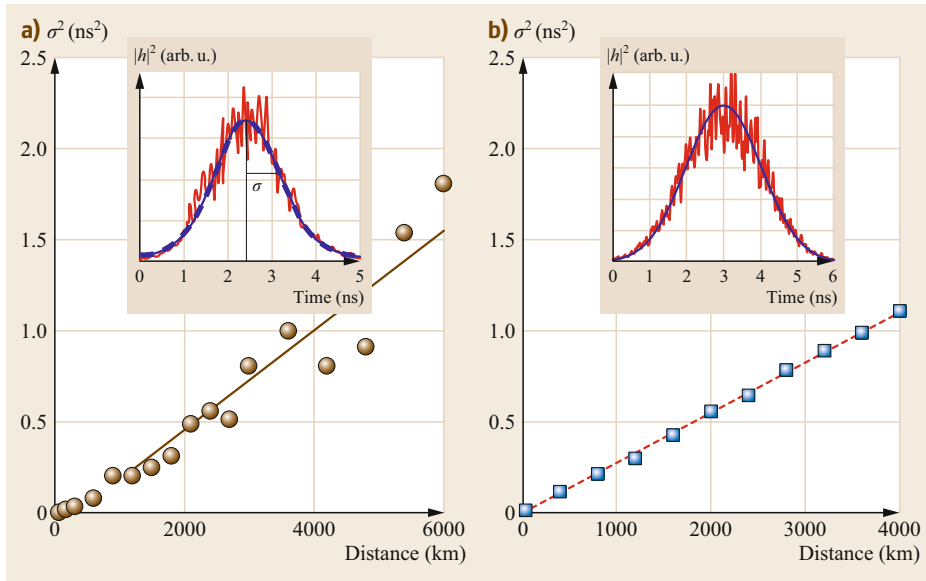 a) σ² (ns²)
2.5
2.0
1.5
1.0
0.5
0
0 2000 4000 6000
Distance (km)
|h|² (arb. u.)
σ
0 1 2 3 4 5
Time (ns)
b) σ² (ns²)
2.5
2.0
1.5
1.0
0.5
0
0 1000 2000 3000 4000
Distance (km)
|h|² (arb. u.)
0 1 2 3 4 5 6
Time (ns)